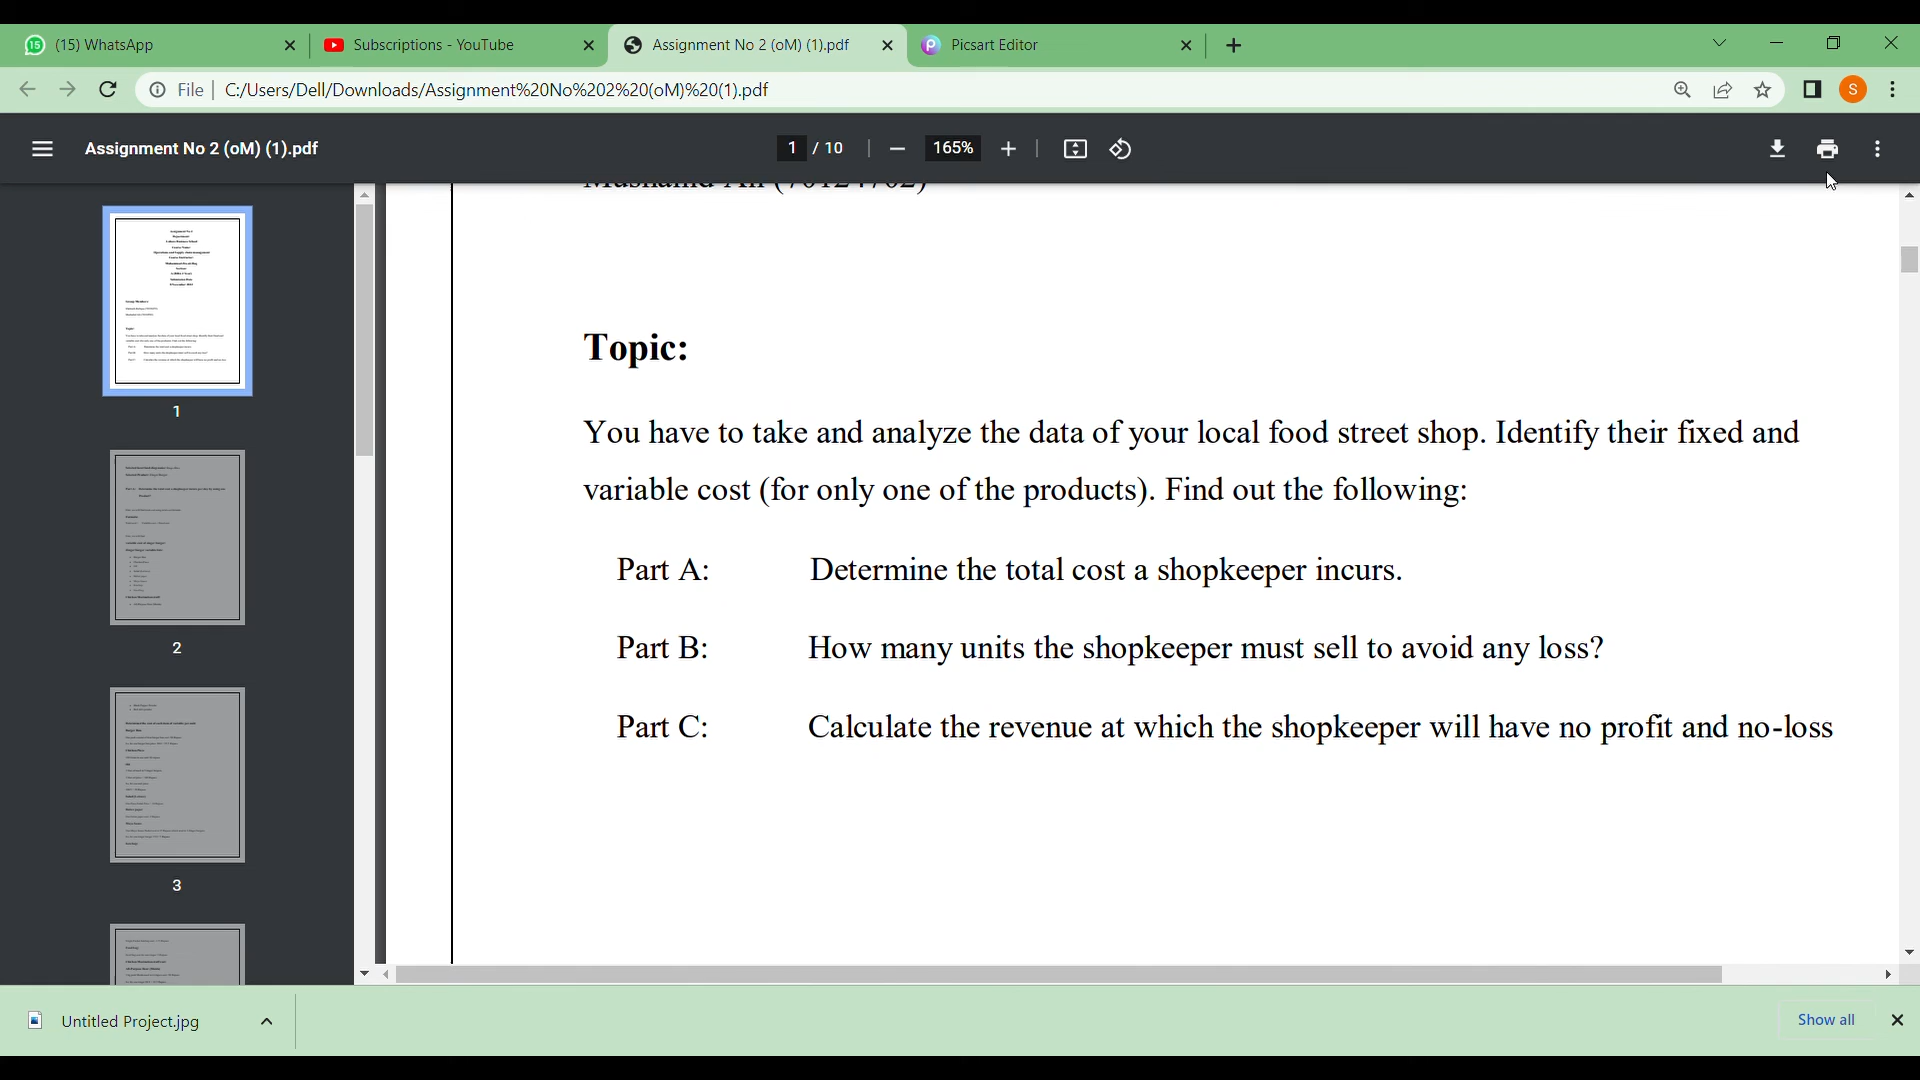 (15) WhatsApp
Subscriptions - YouTube
Assignment No 2 (oM) (1).pdf
Picsart Editor
File
C:/Users/Dell/Downloads/Assignment%20No%202%20(oM)%20(1).pdf
S
Assignment No 2 (oM) (1).pdf
1 / 10
165%
Topic:
You have to take and analyze the data of your local food street shop. Identify their fixed and
variable cost (for only one of the products). Find out the following:
Part A: Determine the total cost a shopkeeper incurs.
Part B: How many units the shopkeeper must sell to avoid any loss?
Part C: Calculate the revenue at which the shopkeeper will have no profit and no-loss
1
2
3
Untitled Project.jpg
Show all